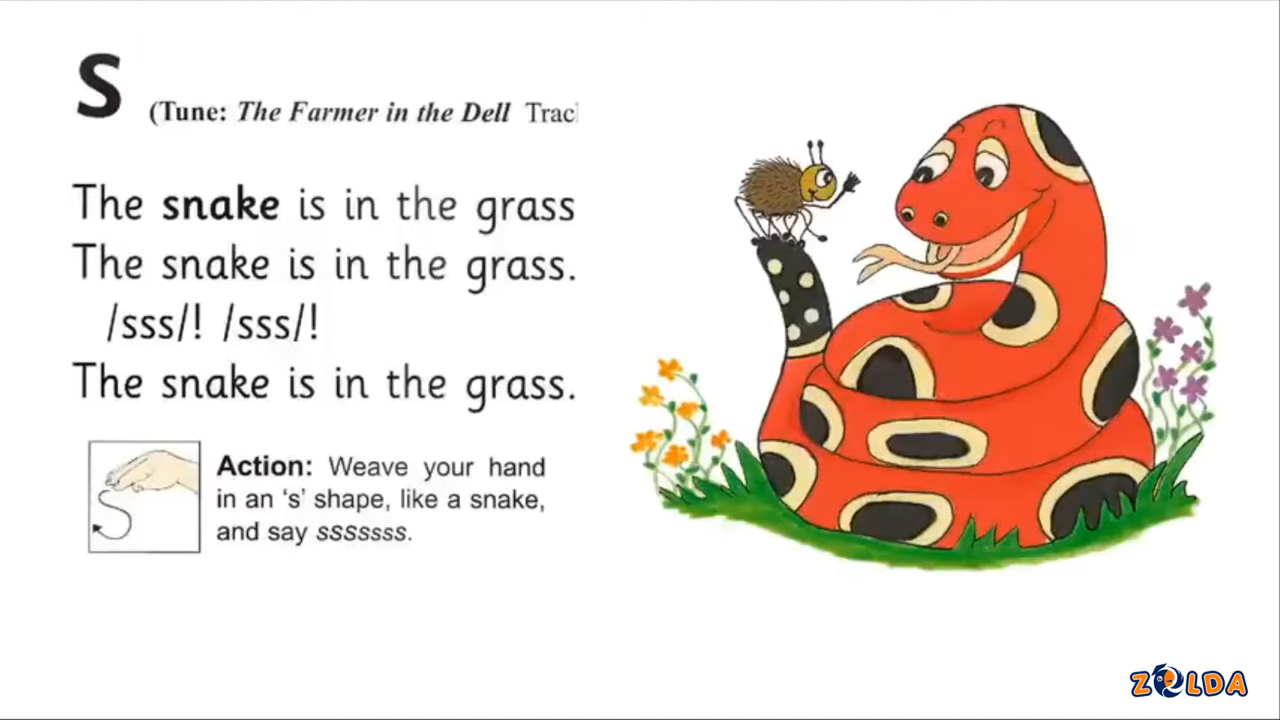 s
(Tune: The Farmer in the Dell Trac
The snake is in the grass
The snake is in the grass.
/sss/! /sss/!
The snake is in the grass.
Action: Weave your hand
in an ‘s’ shape, like a snake,
and say sssssss.
ZOLDA